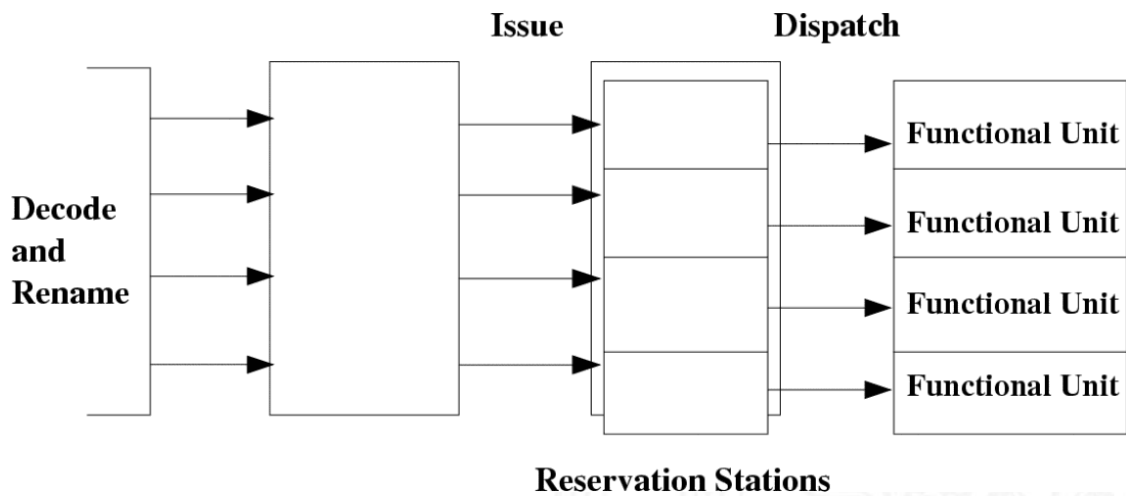 Issue
Dispatch
Decode
and
Rename
Functional Unit
Functional Unit
Functional Unit
Functional Unit
Reservation Stations